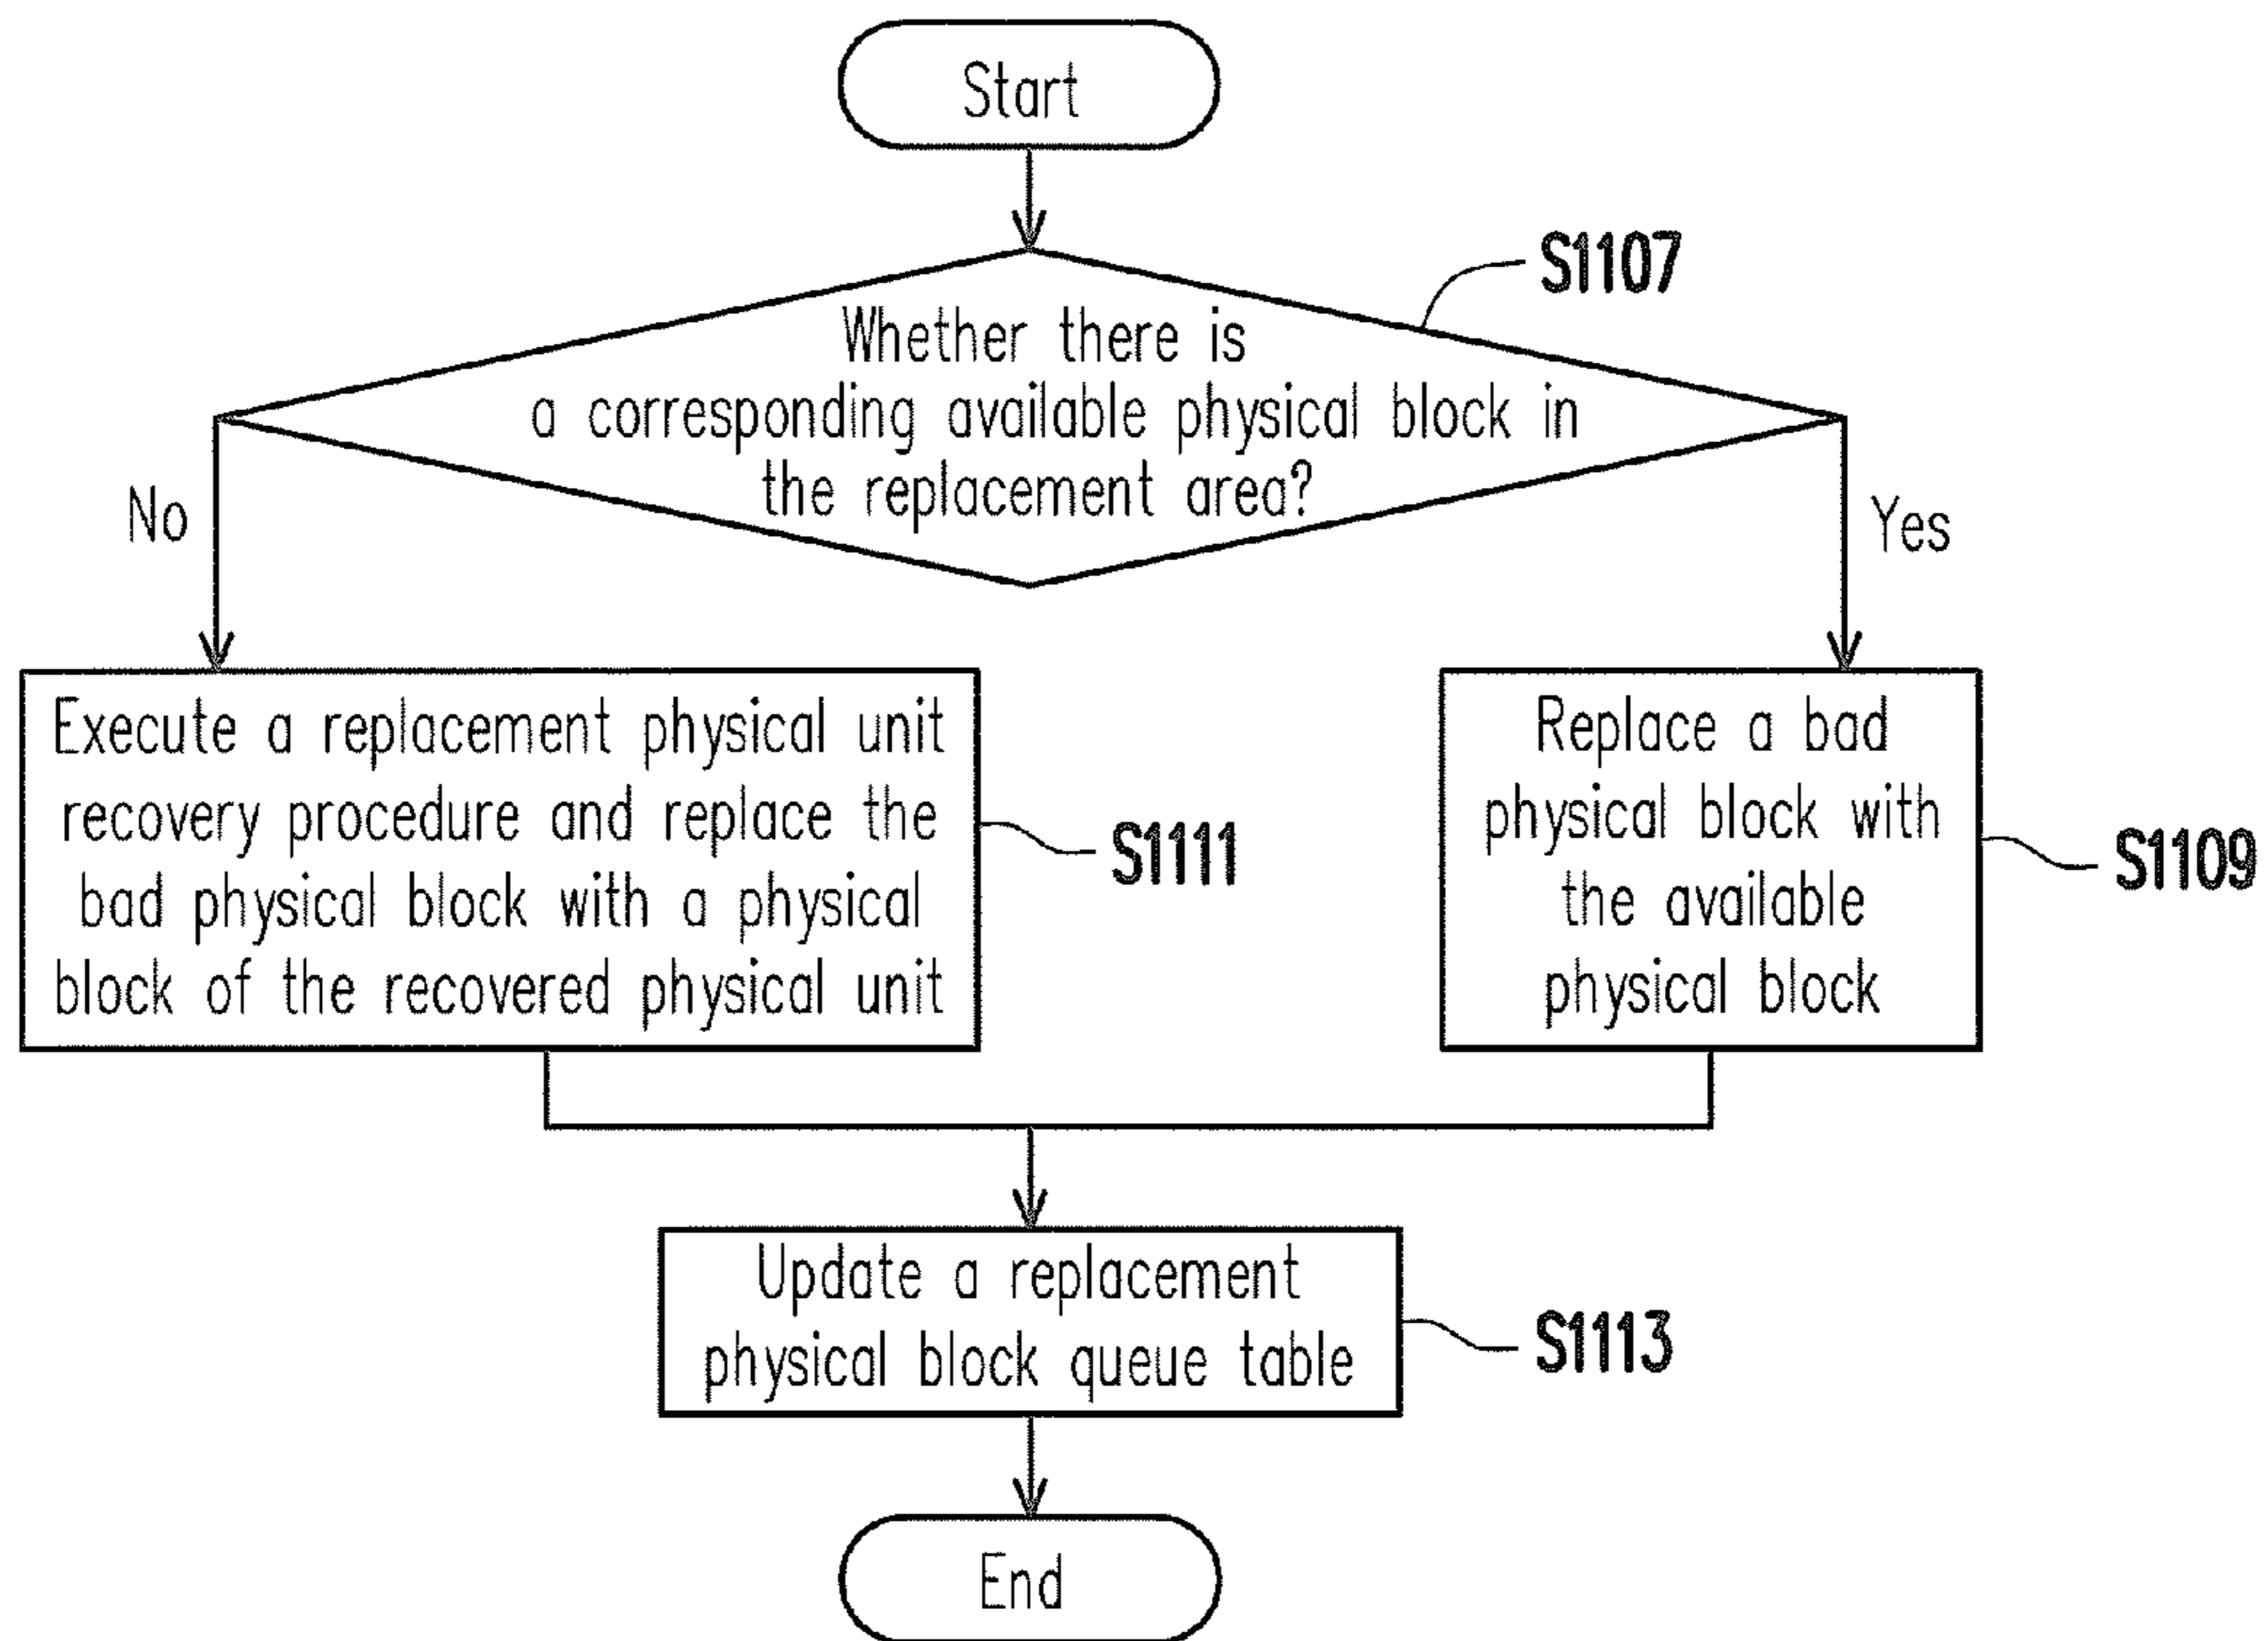 Start
S1107
Whether there is
a corresponding available physical block in
the replacement area?
No
Yes
Execute a replacement physical unit
recovery procedure and replace the
bad physical block with a physical
block of the recovered physical unit
S1111
Replace a bad
physical block with
the available
physical block
S1109
Update a replacement
physical block queue table
S1113
End